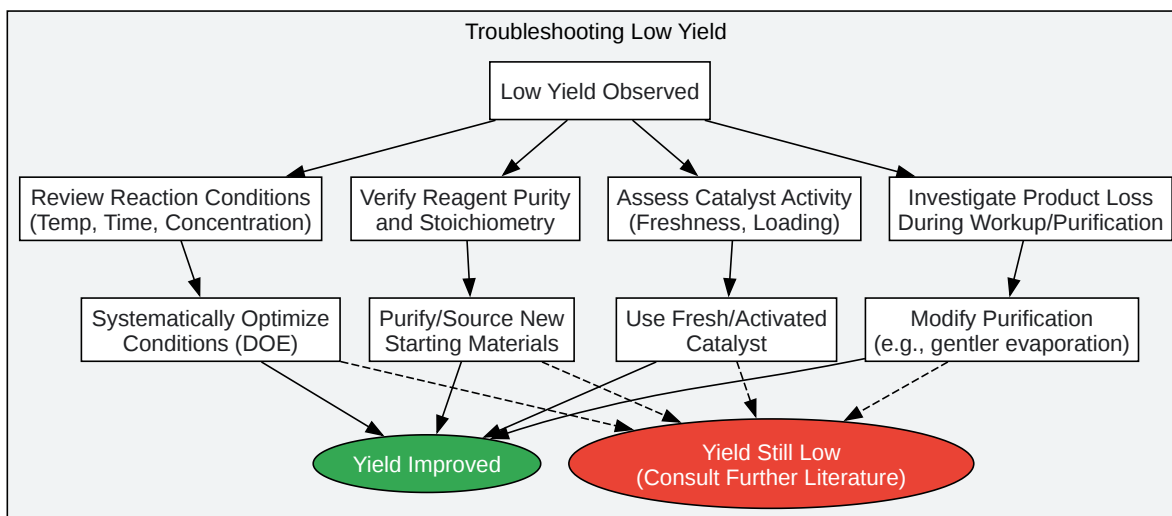 Troubleshooting Low Yield
Low Yield Observed
Review Reaction Conditions
(Temp, Time, Concentration)
Verify Reagent Purity
and Stoichiometry
Assess Catalyst Activity
(Freshness, Loading)
Investigate Product Loss
During Workup/Purification
Systematically Optimize
Conditions (DOE)
Purify/Source New
Starting Materials
Use Fresh/Activated
Catalyst
Modify Purification
(e.g., gentler evaporation)
Yield Improved
Yield Still Low
(Consult Further Literature)